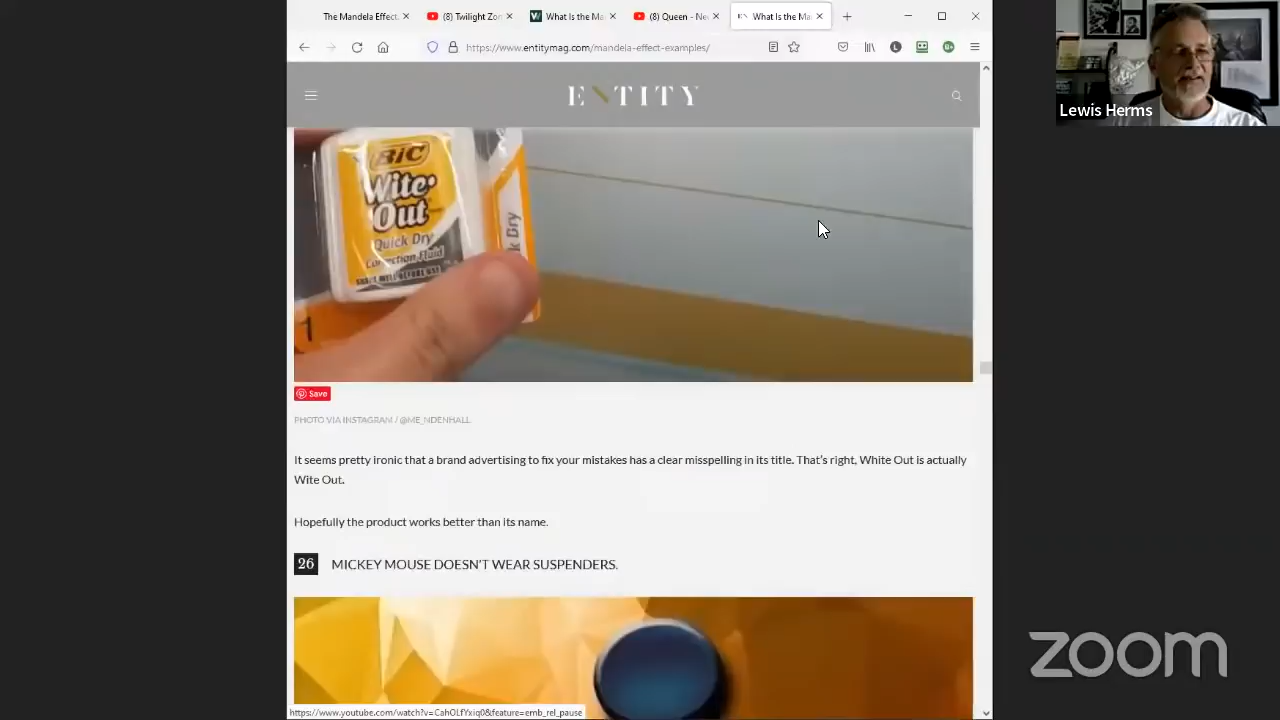 The Mandela Effect
(8) Twilight Zon
What Is the Ma
(8) Queen - Ne
What Is the Ma
https://www.entitymag.com/mandela-effect-examples/
ENTITY
Lewis Herms
BiC
Wite·
Out
Quick Dry
Correction Fluid
k Dry
1
Save
PHOTO VIA INSTAGRAM / @ME_NDENHALL
It seems pretty ironic that a brand advertising to fix your mistakes has a clear misspelling in its title. That's right, White Out is actually
Wite Out.
Hopefully the product works better than its name.
26 MICKEY MOUSE DOESN'T WEAR SUSPENDERS.
zoom
https://www.youtube.com/watch?v=CahOLfYxiq0&feature=emb_rel_pause